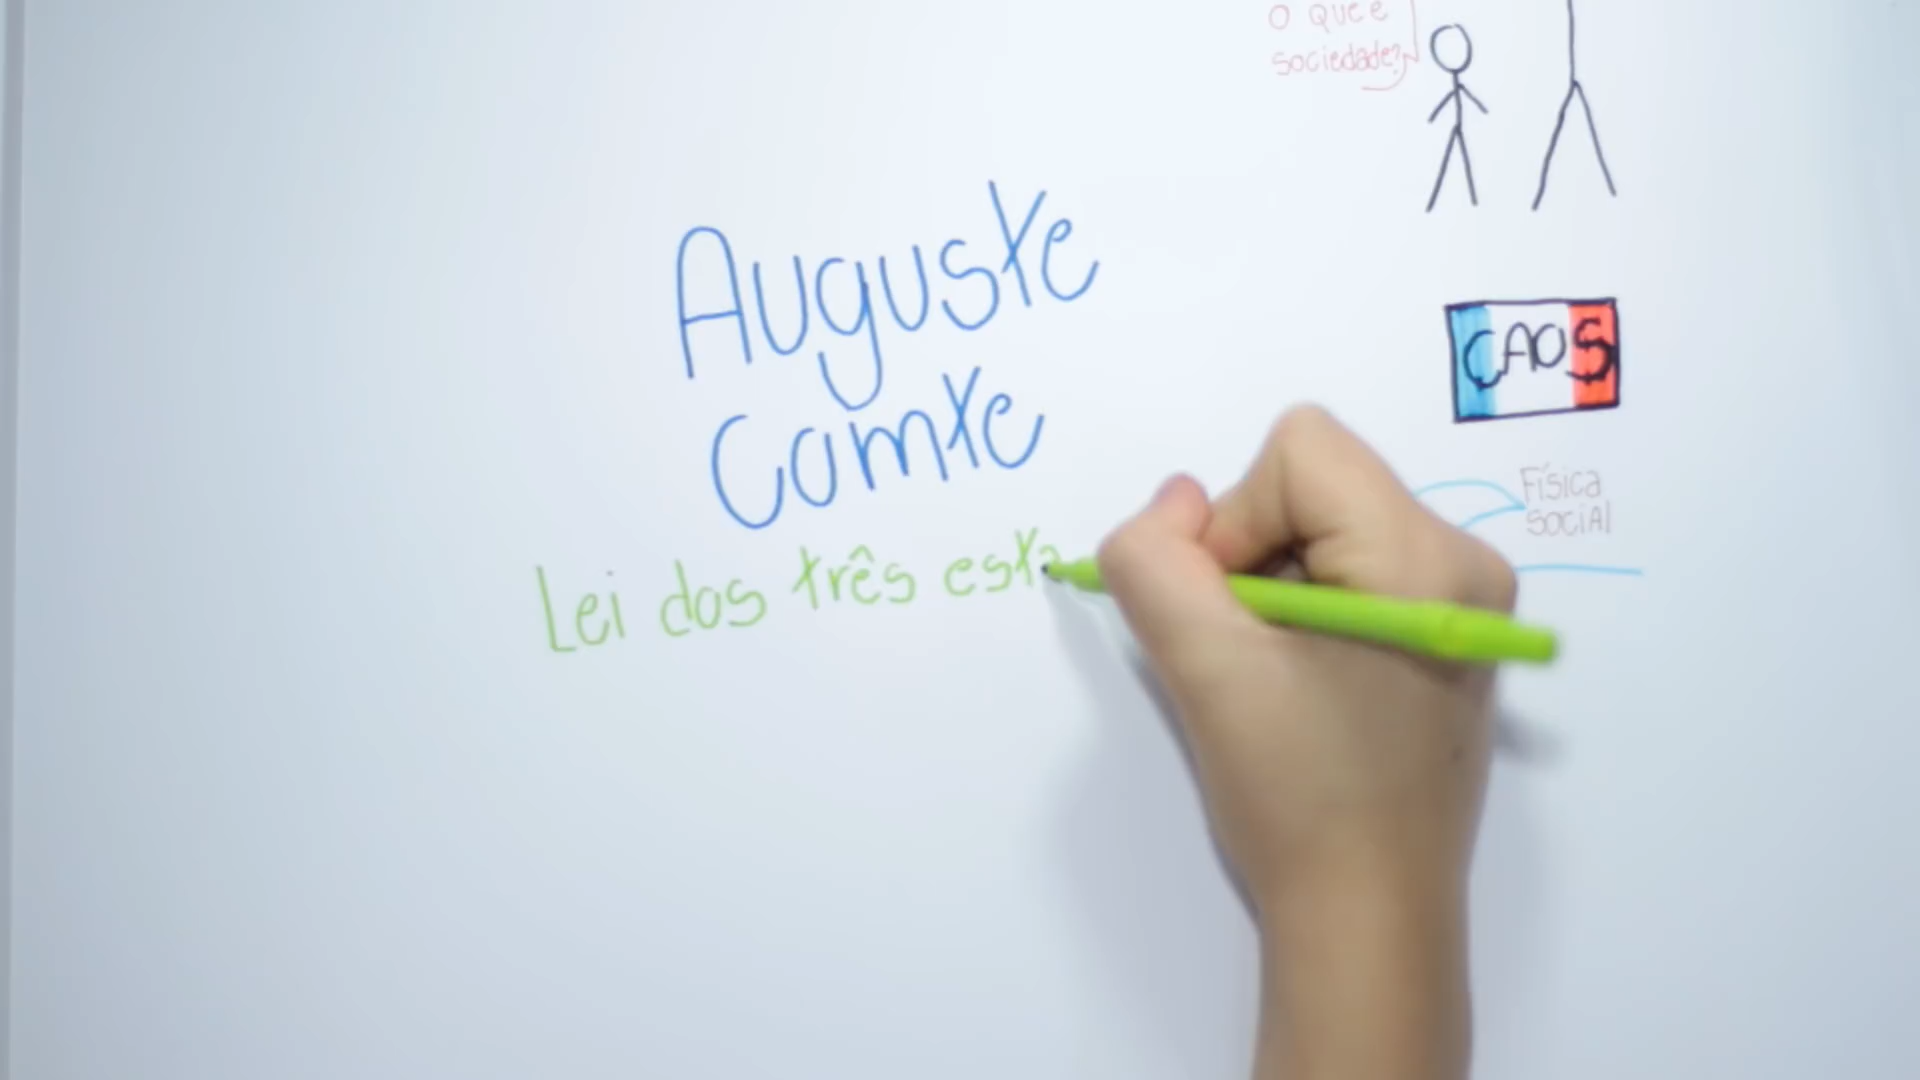 O que é
sociedade?
Auguste
Comte
CAOS
Física
social
Lei dos três esta